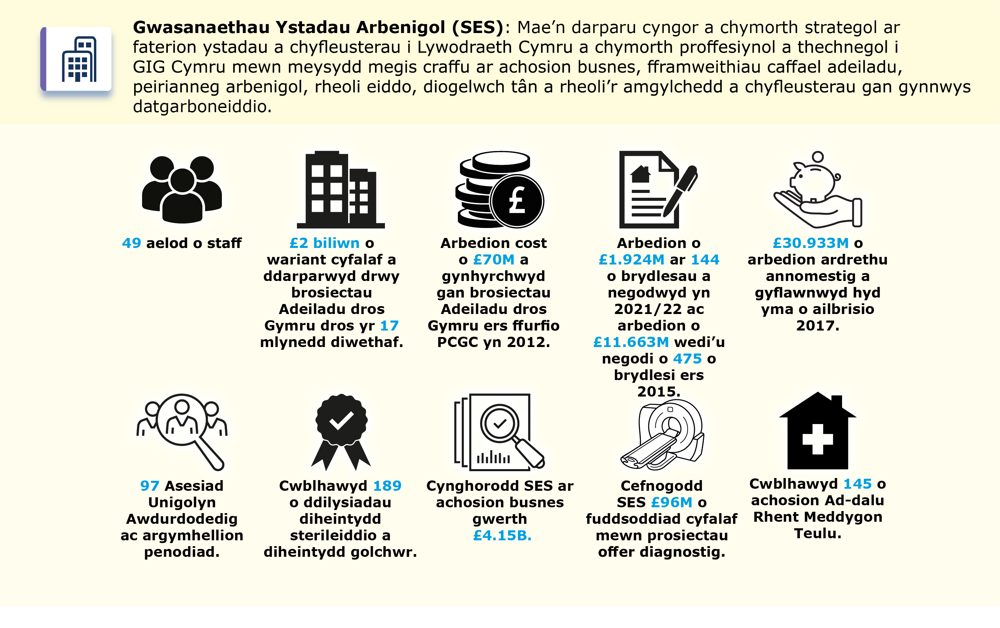 Gwasanaethau Ystadau Arbenigol (SES): Mae’n darparu cyngor a chymorth strategol ar
faterion ystadau a chyfleusterau i Lywodraeth Cymru a chymorth proffesiynol a thechnegol i
GIG Cymru mewn meysydd megis craffu ar achosion busnes, fframweithiau caffael adeiladu,
peirianneg arbenigol, rheoli eiddo, diogelwch tân a rheoli’r amgylchedd a chyfleusterau gan gynnwys
datgarboneiddio.
49 aelod o staff
£2 biliwn o
wariant cyfalaf a
ddarparwyd drwy
brosiectau
Adeiladu dros
Gymru dros yr 17
mlynedd diwethaf.
£
Arbedion cost
o £70M a
gynhyrchwyd
gan brosiectau
Adeiladu dros
Gymru ers ffurfio
PCGC yn 2012.
Arbedion o
£1.924M ar 144
o brydlesau a
negodwyd yn
2021/22 ac
arbedion o
£11.663M wedi’u
negodi o 475 o
brydlesi ers
2015.
£30.933M o
arbedion ardrethu
annomestig a
gyflawnwyd hyd
yma o ailbrisio
2017.
97 Asesiad
Unigolyn
Awdurdodedig
ac argymhellion
penodiad.
Cwblhawyd 189
o ddilysiadau
diheintydd
sterileiddio a
diheintydd golchwr.
Cynghorodd SES ar
achosion busnes
gwerth
£4.15B.
Cefnogodd
SES £96M o
fuddsoddiad cyfalaf
mewn prosiectau
offer diagnostig.
Cwblhawyd 145 o
achosion Ad-dalu
Rhent Meddygon
Teulu.